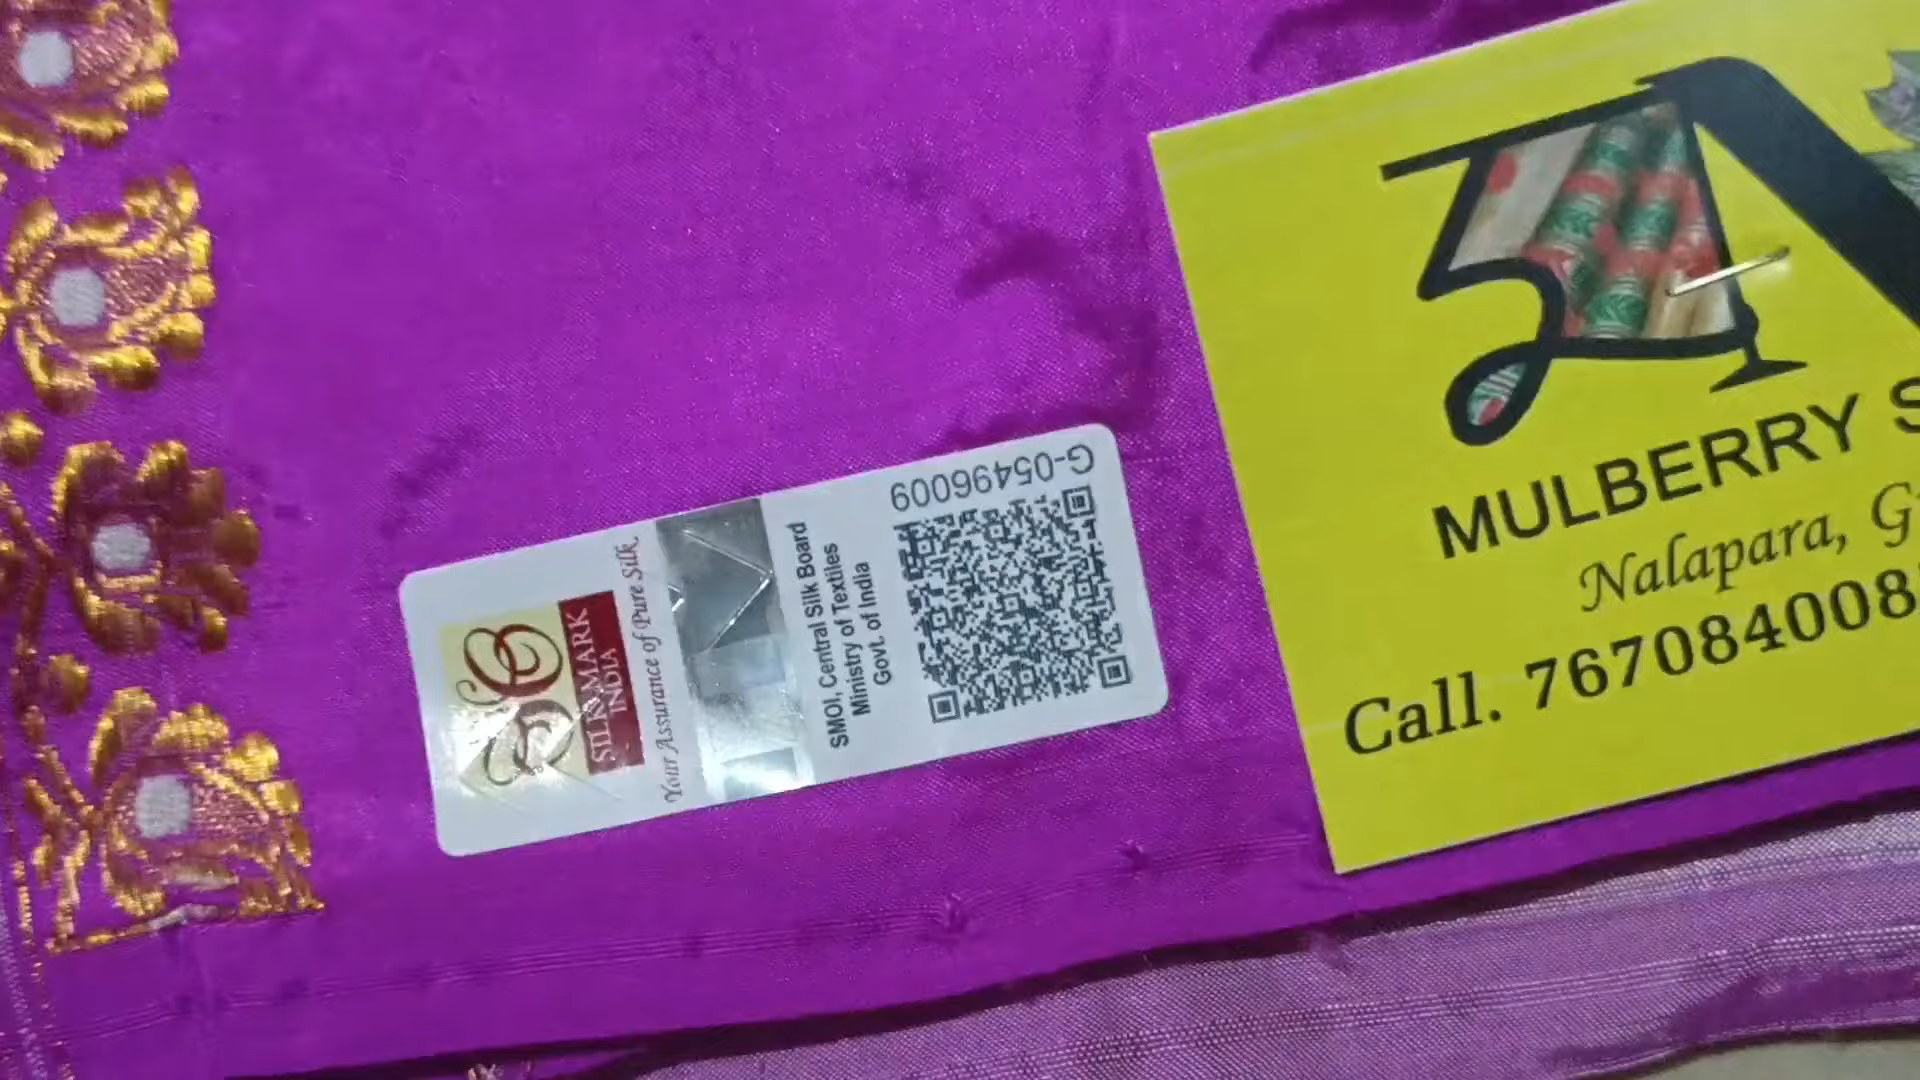 SILK MARK
INDIA
Your Assurance of Pure Silk
SMOI, Central Silk Board
Ministry of Textiles
Govt. of India
G-05496009
MULBERRY S
Nalapara, G
Call. 767084008